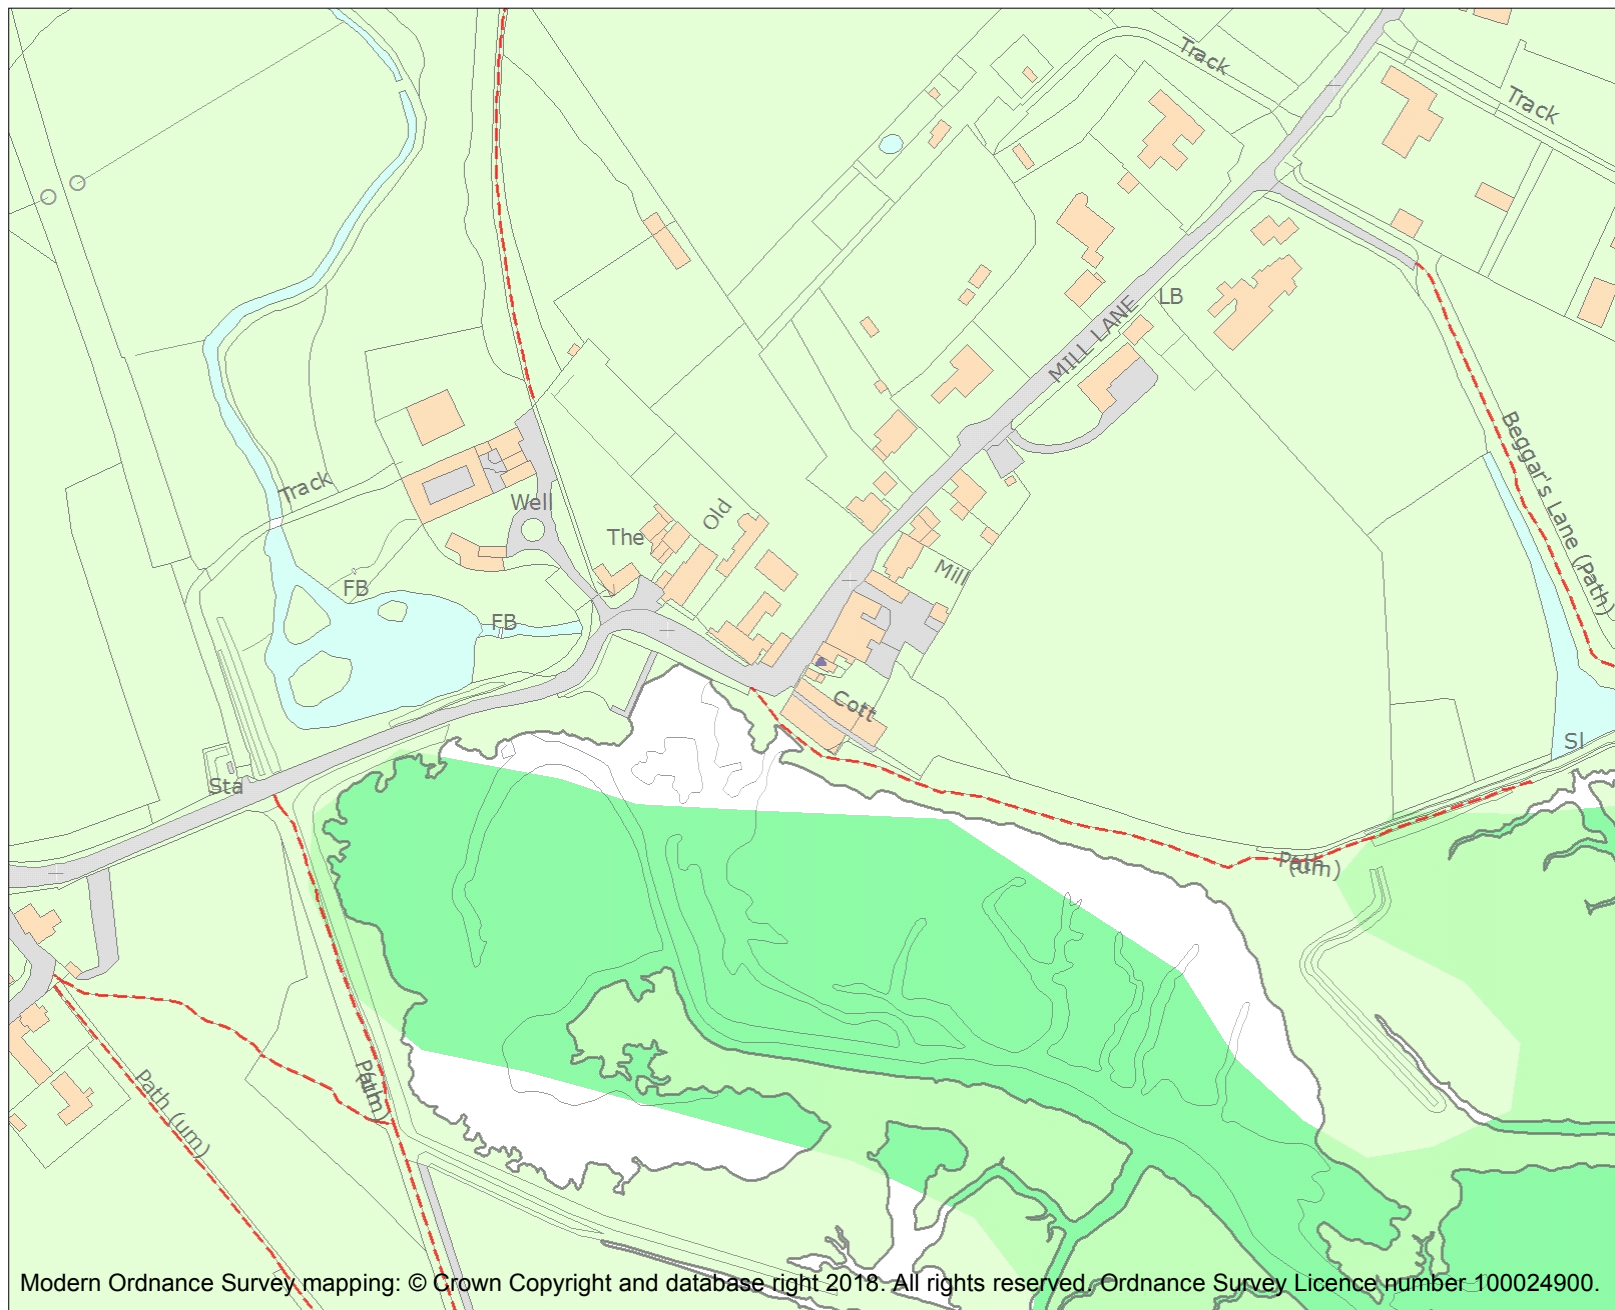 Track
Track
LB
MILL LANE
Beggar's Lane (Path)
Track
Well
The
Old
Mill
FB
FB
Cott
Sl
Sta
Path
(um)
Path
(um)
Path (um)
Modern Ordnance Survey mapping: © Crown Copyright and database right 2018. All rights reserved. Ordnance Survey Licence number 100024900.